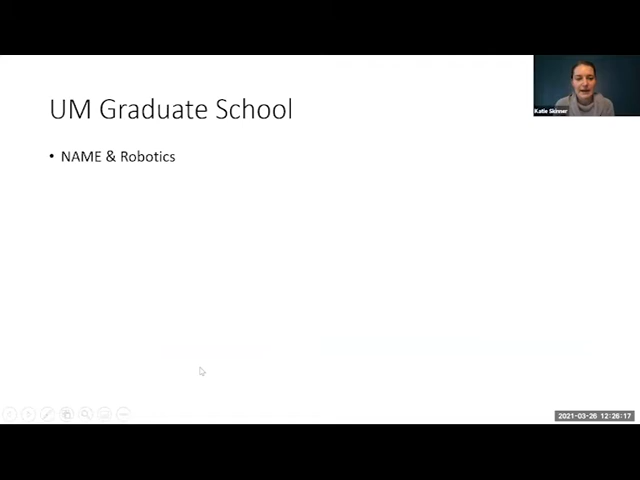 Katie Skinner
UM Graduate School
• NAME & Robotics
2021-03-26 12:26:17